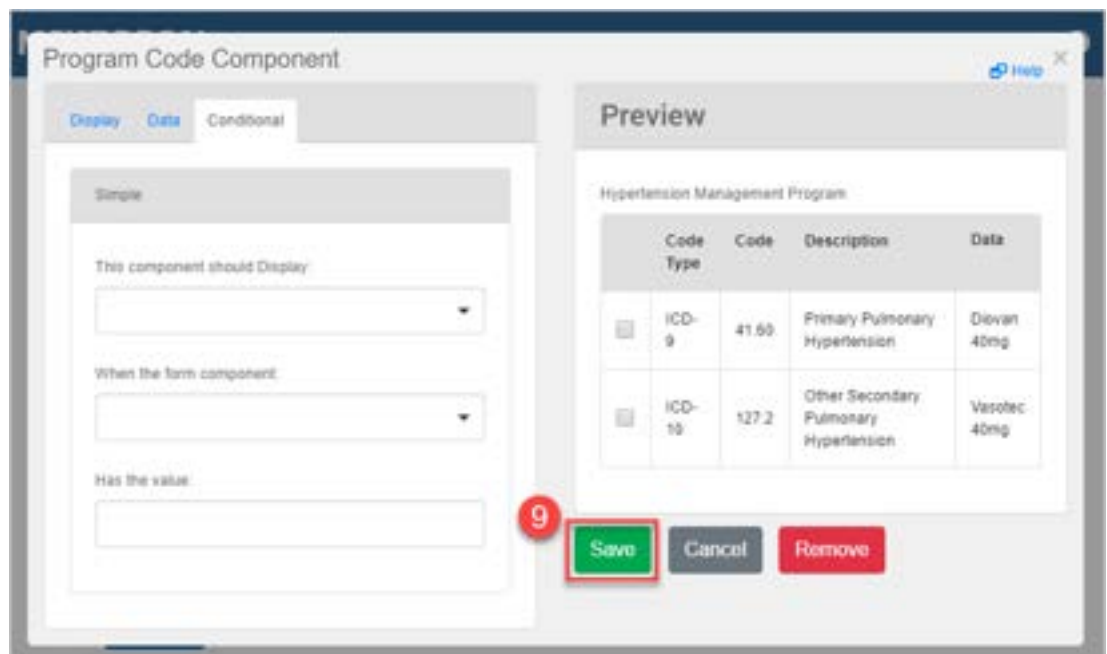 Program Code Component
Help
×
Display Data Conditional
Simple
This component should Display:
When the form component:
Has the value:
Preview
Hypertension Management Program
Code Type Code Description Data
ICD-9 41.60 Primary Pulmonary Hypertension Diovan 40mg
ICD-10 127.2 Other Secondary Pulmonary Hypertension Vasotec 40mg
9
Save Cancel Remove